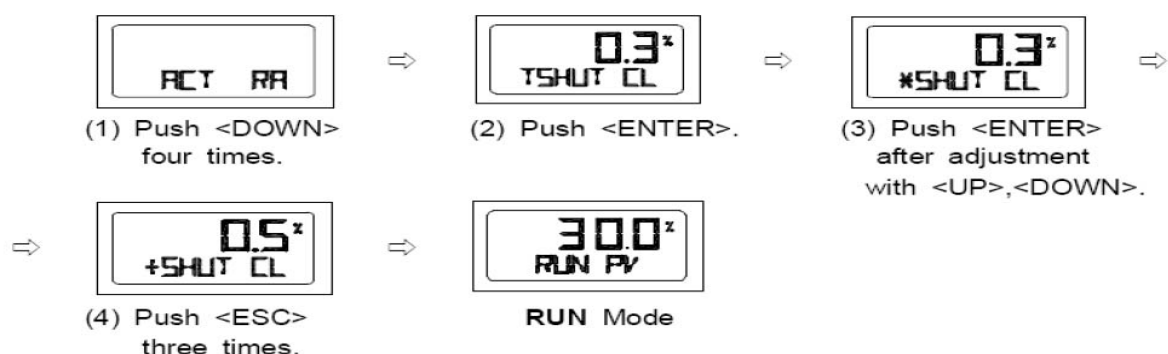 ACT RA
(1) Push <DOWN>
four times.
0.3%
TSHUT CL
(2) Push <ENTER>.
0.3%
*SHUT CL
(3) Push <ENTER>
after adjustment
with <UP>,<DOWN>.
0.5%
+SHUT CL
(4) Push <ESC>
three times.
30.0%
RUN PV
RUN Mode